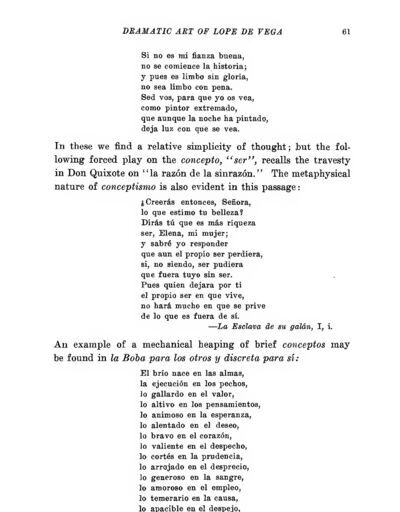 DRAMATIC ART OF LOPE DE VEGA 61
Si no es mi fianza buena,
no se comience la historia;
y pues es limbo sin gloria,
no sea limbo con pena.
Sed vos, para que yo os vea,
como pintor extremado,
que aunque la noche ha pintado,
deja luz con que se vea.
In these we find a relative simplicity of thought; but the fol-
lowing forced play on the concepto, "ser", recalls the travesty
in Don Quixote on "la razón de la sinrazón." The metaphysical
nature of conceptismo is also evident in this passage:
¿Creerás entonces, Señora,
lo que estimo tu belleza?
Dirás tú que es más riqueza
ser, Elena, mi mujer;
y sabré yo responder
que aun el propio ser perdiera,
si, no siendo, ser pudiera
que fuera tuyo sin ser.
Pues quien dejara por ti
el propio ser en que vive,
no hará mucho en que se prive
de lo que es fuera de sí.
—La Esclava de su galán, I, i.
An example of a mechanical heaping of brief conceptos may
be found in la Boba para los otros y discreta para sí:
El brío nace en las almas,
la ejecución en los pechos,
lo gallardo en el valor,
lo altivo en los pensamientos,
lo animoso en la esperanza,
lo alentado en el deseo,
lo bravo en el corazón,
lo valiente en el despecho,
lo cortés en la prudencia,
lo arrojado en el desprecio,
lo generoso en la sangre,
lo amoroso en el empleo,
lo temerario en la causa,
lo apacible en el despejo,